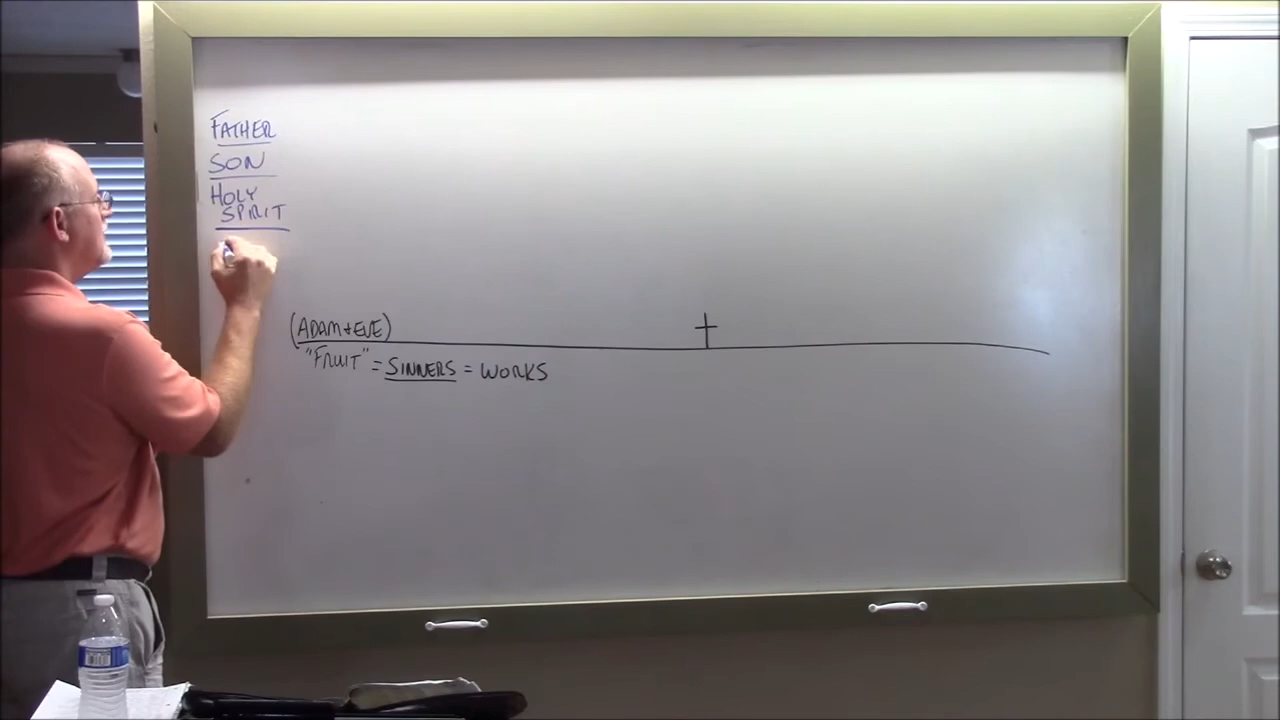 FATHER
SON
HOLY
SPIRIT
(ADAM+EVE)
"FRUIT" = SINNERS = WORKS